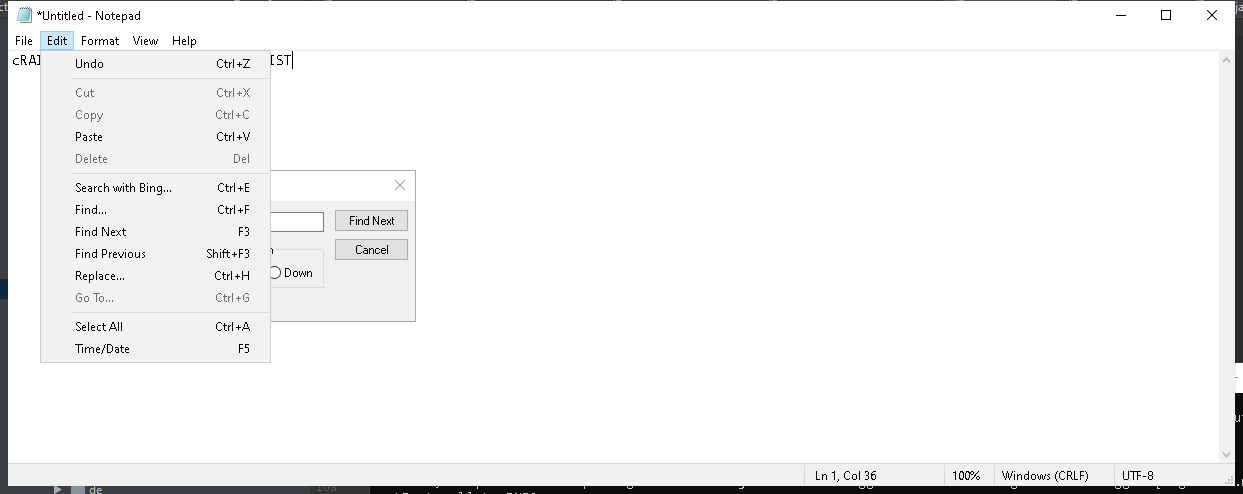 *Untitled - Notepad
File Edit Format View Help
cRAI IST
Undo Ctrl+Z
Cut Ctrl+X
Copy Ctrl+C
Paste Ctrl+V
Delete Del
Search with Bing... Ctrl+E
Find... Ctrl+F
Find Next F3
Find Previous Shift+F3
Replace... Ctrl+H
Go To... Ctrl+G
Select All Ctrl+A
Time/Date F5
Find Next
Cancel
Down
Ln 1, Col 36 100% Windows (CRLF) UTF-8
de